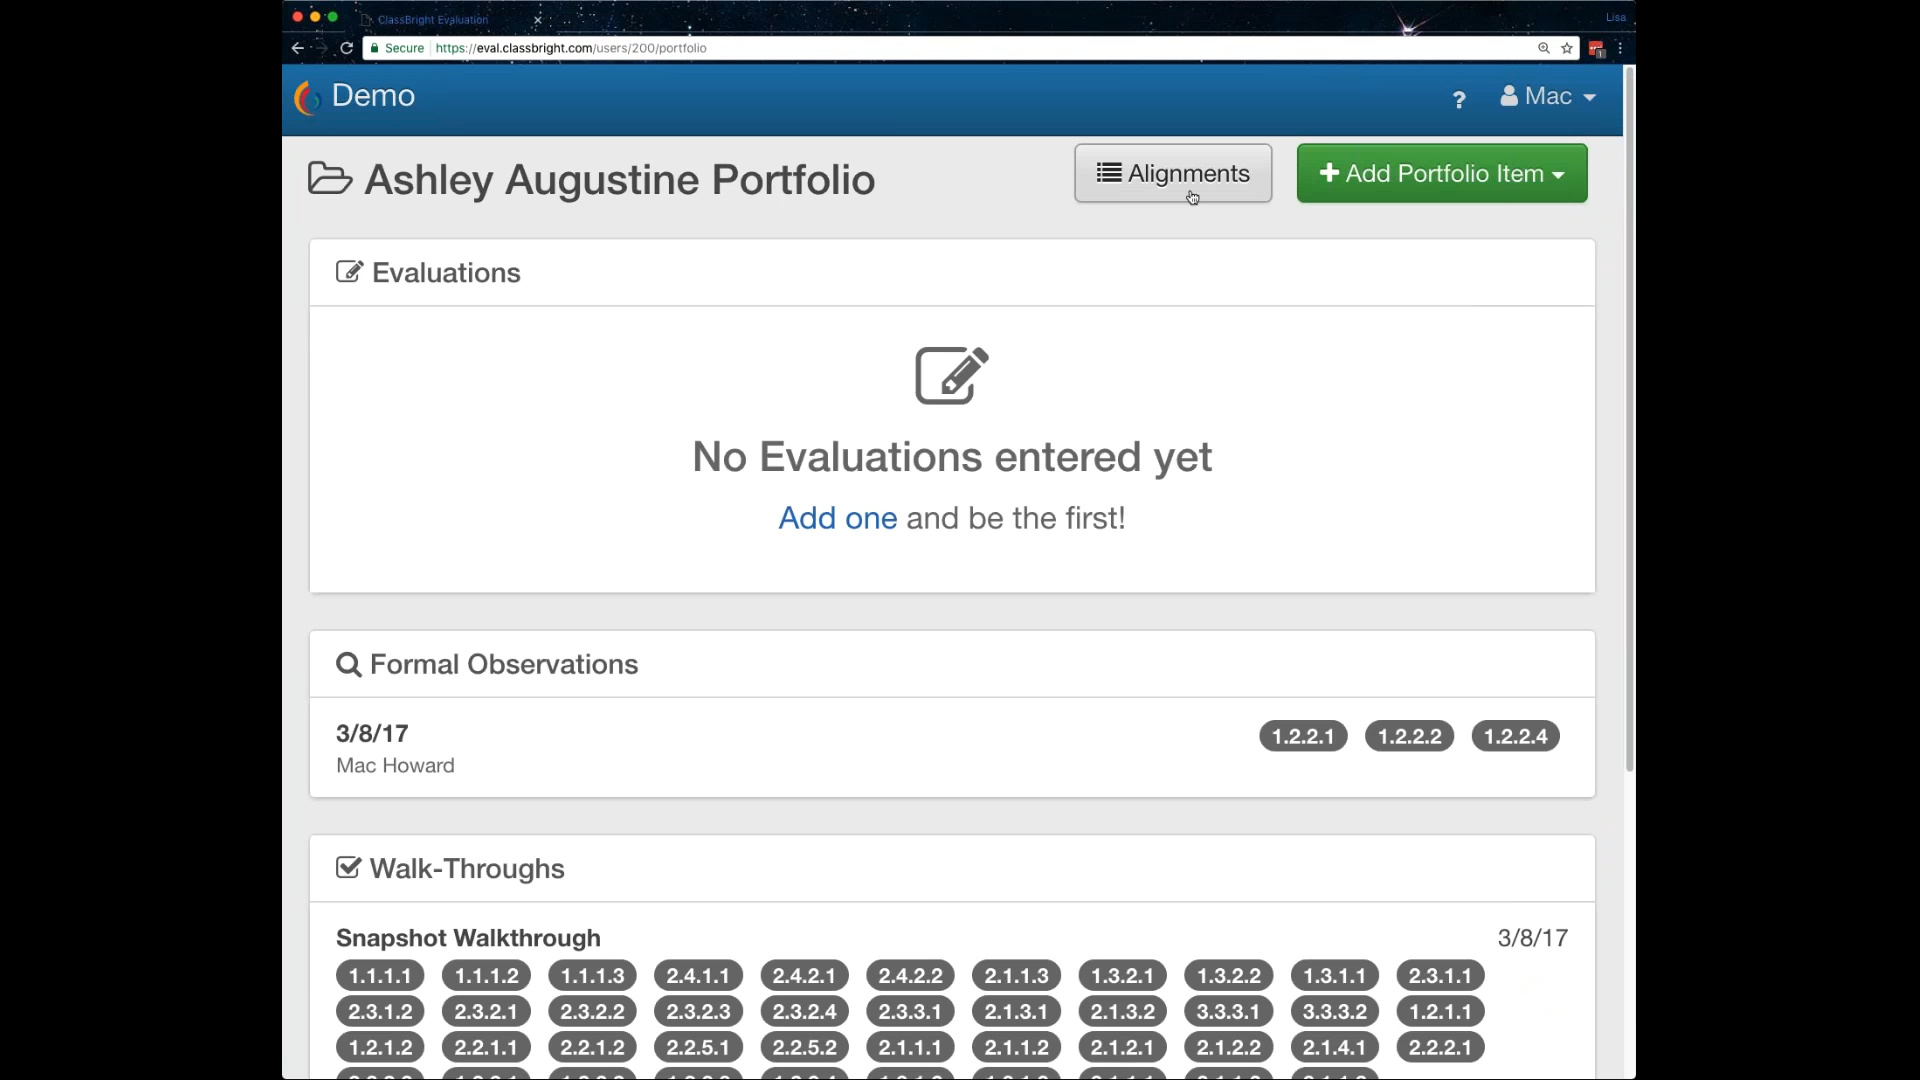 ClassBright Evaluation
Lisa
Secure https://eval.classbright.com/users/200/portfolio
Demo
? Mac
Ashley Augustine Portfolio
Alignments
+ Add Portfolio Item
Evaluations
No Evaluations entered yet
Add one and be the first!
Formal Observations
3/8/17
1.2.2.1 1.2.2.2 1.2.2.4
Mac Howard
Walk-Throughs
Snapshot Walkthrough 3/8/17
1.1.1.1 1.1.1.2 1.1.1.3 2.4.1.1 2.4.2.1 2.4.2.2 2.1.1.3 1.3.2.1 1.3.2.2 1.3.1.1 2.3.1.1
2.3.1.2 2.3.2.1 2.3.2.2 2.3.2.3 2.3.2.4 2.3.3.1 2.1.3.1 2.1.3.2 3.3.3.1 3.3.3.2 1.2.1.1
1.2.1.2 2.2.1.1 2.2.1.2 2.2.5.1 2.2.5.2 2.1.1.1 2.1.1.2 2.1.2.1 2.1.2.2 2.1.4.1 2.2.2.1